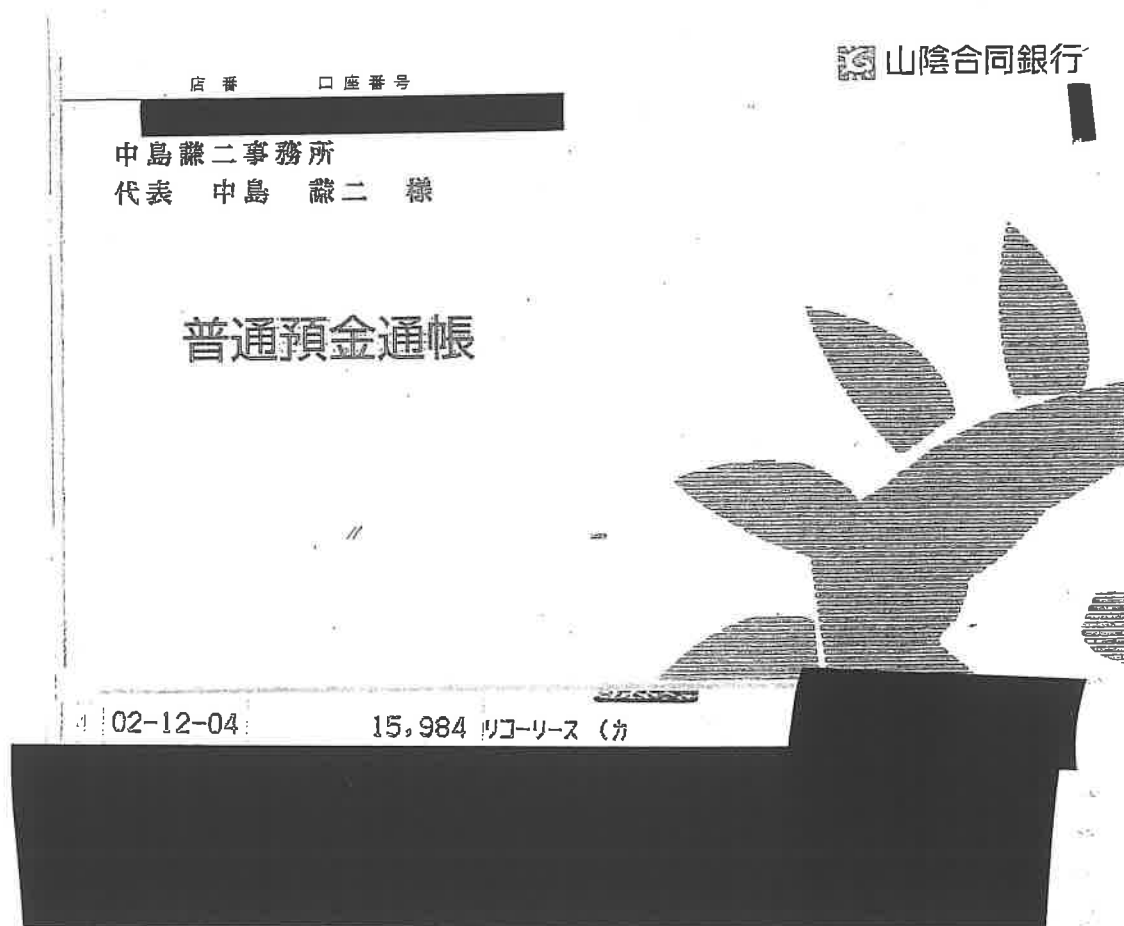 山陰合同銀行
店番 口座番号
中島謙二事務所
代表 中島 謙二 様
普通預金通帳
4 02-12-04 15,984 リコーリース (カ